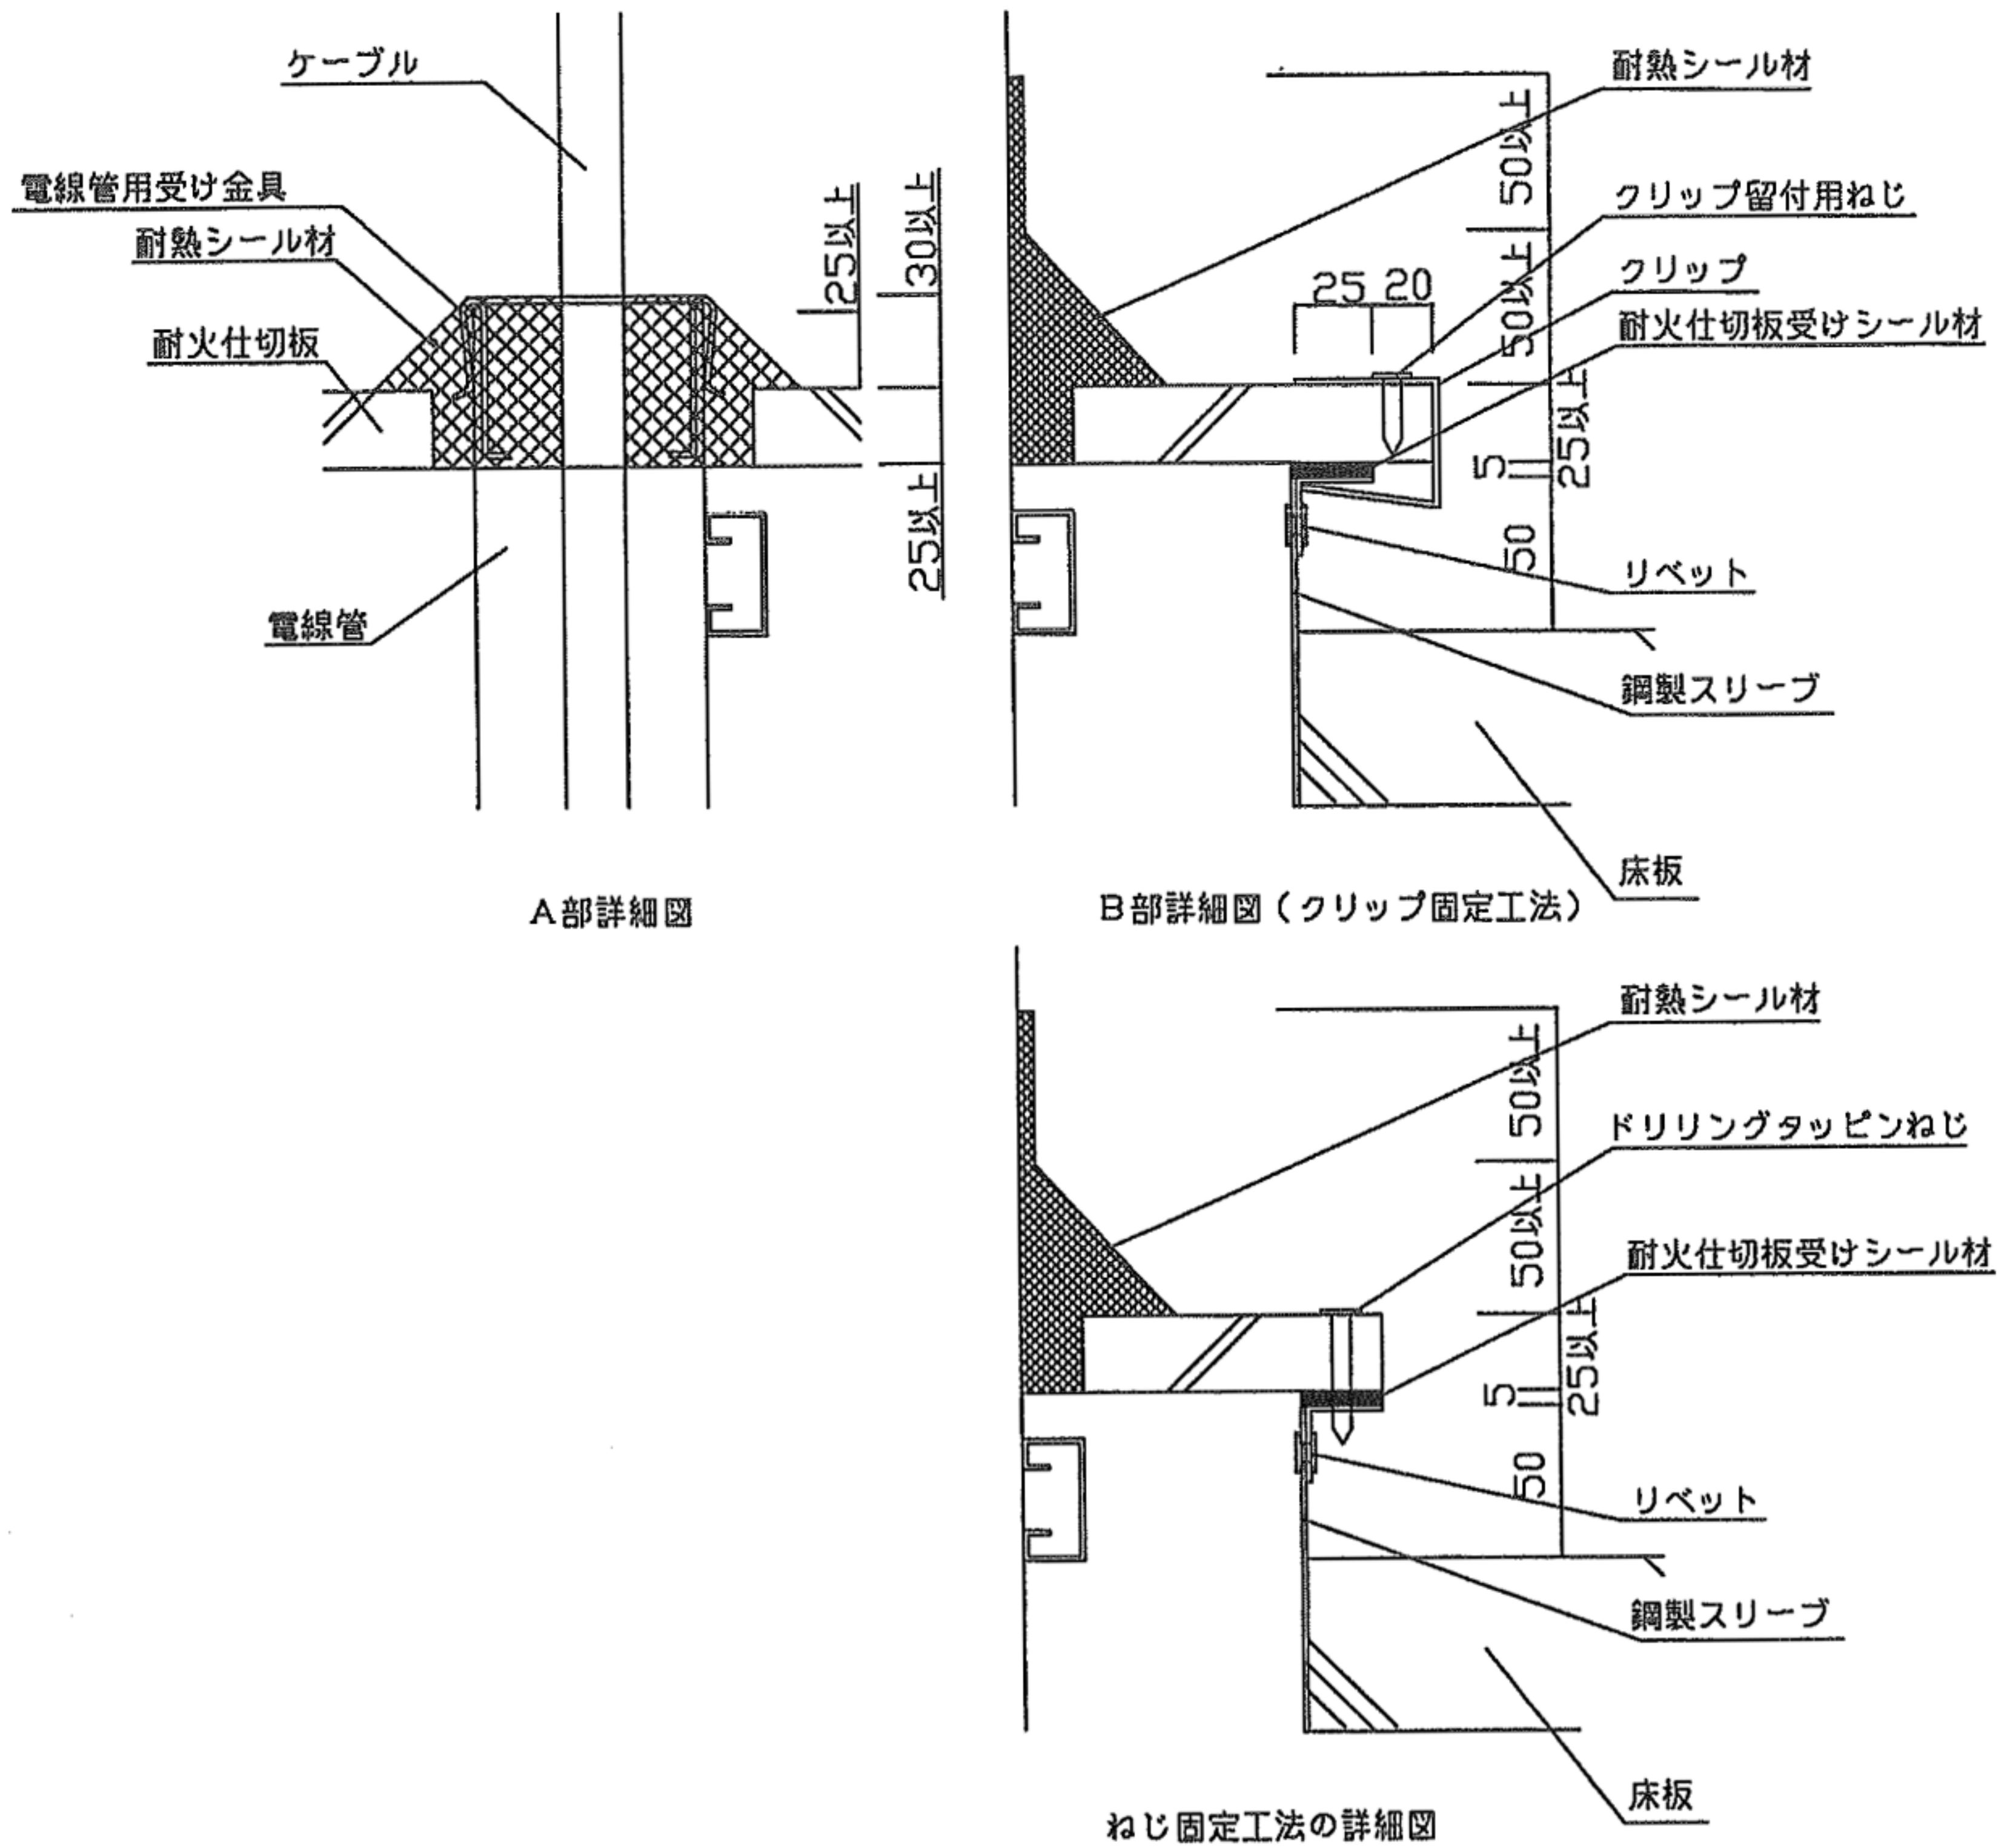 ケーブル
電線管用受け金具
耐熱シール材
耐火仕切板
電線管
25以上
30以上
25以上
A部詳細図
耐熱シール材
クリップ留付用ねじ
クリップ
耐火仕切板受けシール材
リベット
鋼製スリーブ
床板
25 20
50以上
50以上
25以上
5
50
B部詳細図(クリップ固定工法)
耐熱シール材
ドリリングタッピンねじ
耐火仕切板受けシール材
リベット
鋼製スリーブ
床板
50以上
50以上
25以上
5
50
ねじ固定工法の詳細図